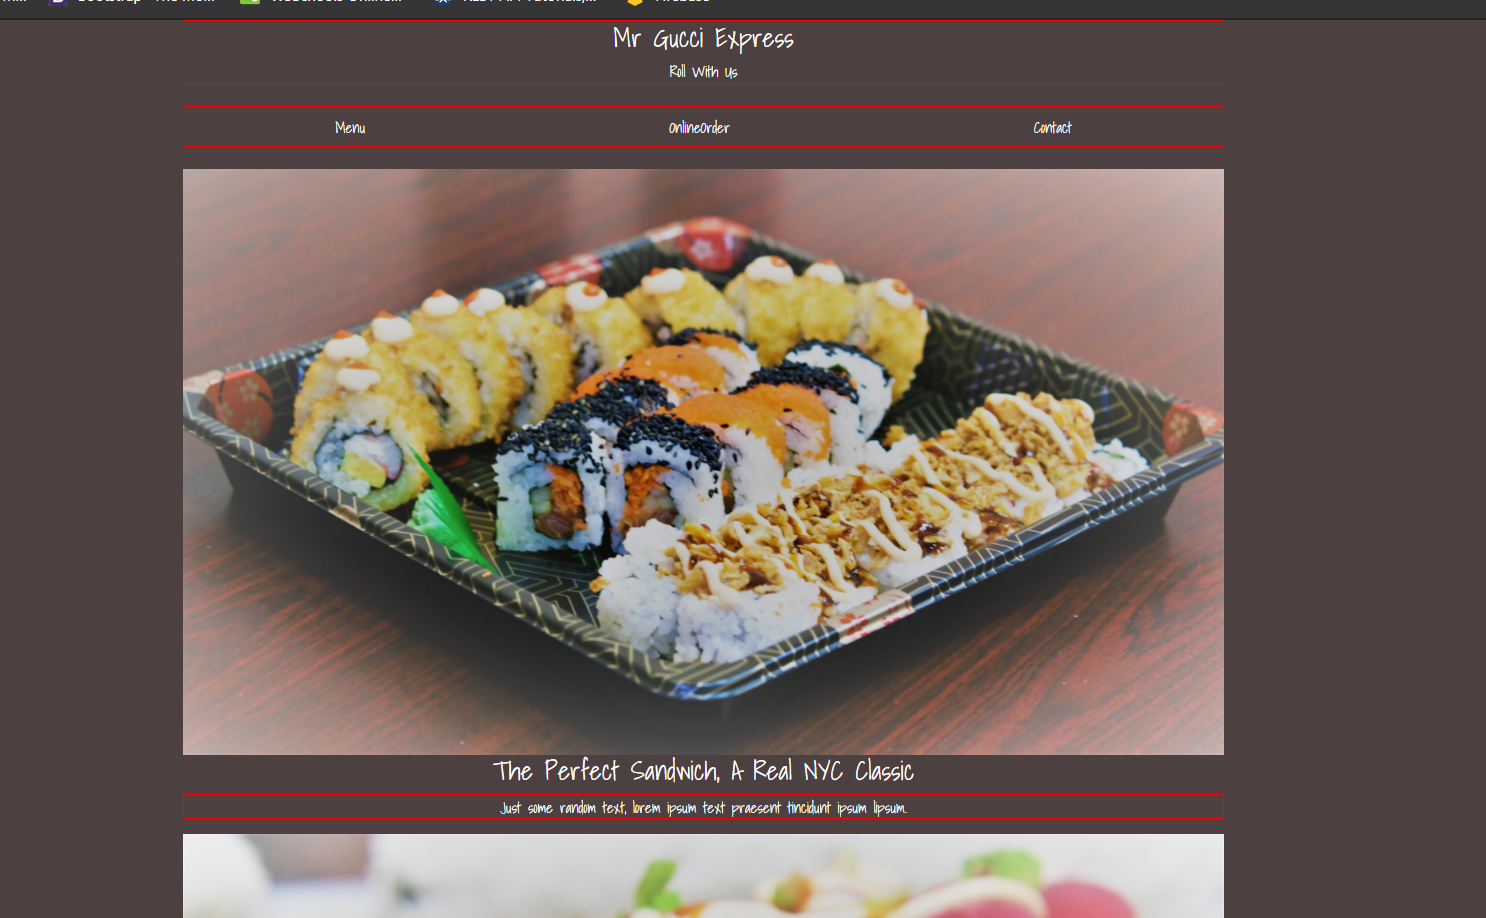 Mr Gucci Express
Roll With Us
Menu OnlineOrder Contact
The Perfect Sandwich, A Real NYC Classic
Just some random text, lorem ipsum text praesent tincidunt ipsum lipsum.